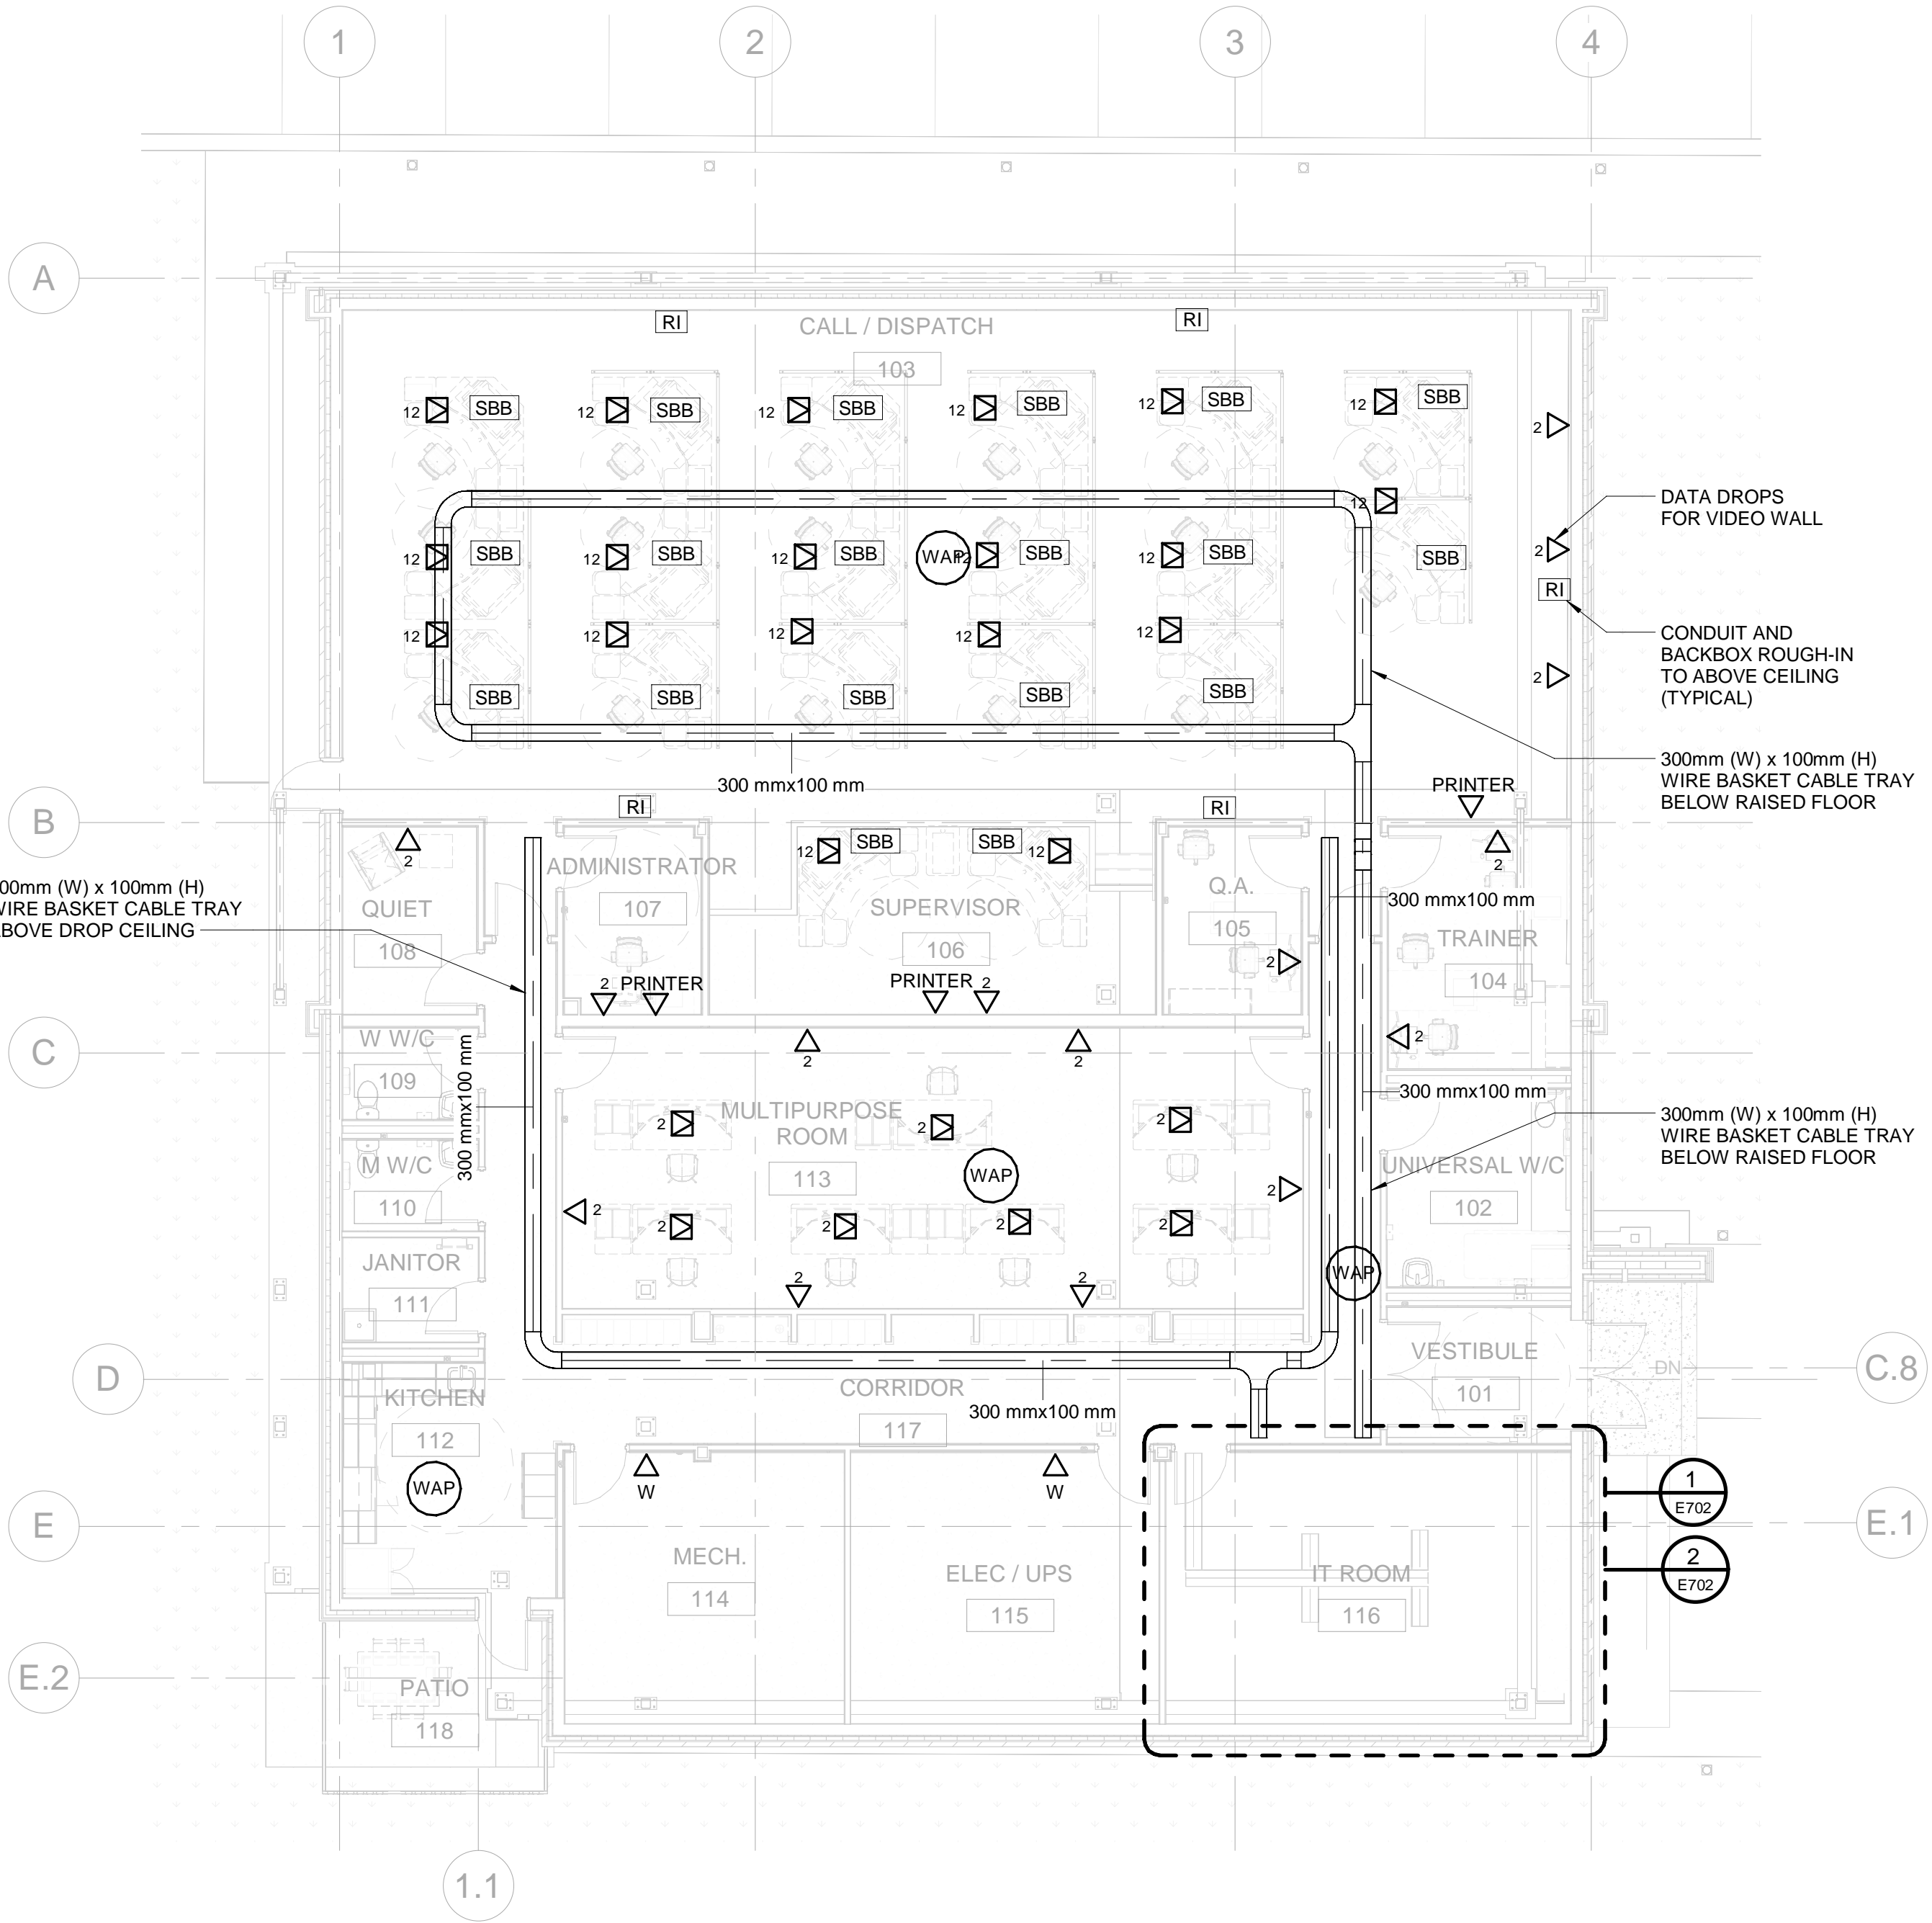 1
2
3
4
A
RI
CALL / DISPATCH
RI
103
12
SBB
12
SBB
12
SBB
12
SBB
12
SBB
12
SBB
2
12
DATA DROPS
FOR VIDEO WALL
12
SBB
12
SBB
12
SBB
WAP
12
SBB
12
SBB
SBB
2
RI
12
12
12
12
12
CONDUIT AND
BACKBOX ROUGH-IN
TO ABOVE CEILING
(TYPICAL)
2
SBB
SBB
SBB
SBB
SBB
300 mmx100 mm
300mm (W) x 100mm (H)
WIRE BASKET CABLE TRAY
BELOW RAISED FLOOR
PRINTER
RI
RI
B
2
ADMINISTRATOR
107
12
SBB
SBB
12
Q.A.
105
2
00mm (W) x 100mm (H)
WIRE BASKET CABLE TRAY
ABOVE DROP CEILING
QUIET
108
SUPERVISOR
106
300 mmx100 mm
TRAINER
104
2
2
PRINTER
PRINTER
2
C
W W/C
109
300 mmx100 mm
2
2
2
MULTIPURPOSE
ROOM
113
2
2
2
WAP
300 mmx100 mm
300mm (W) x 100mm (H)
WIRE BASKET CABLE TRAY
BELOW RAISED FLOOR
M W/C
110
UNIVERSAL W/C
102
2
2
2
2
2
2
2
2
JANITOR
111
WAP
D
VESTIBULE
101
DN
C.8
KITCHEN
112
WAP
CORRIDOR
117
300 mmx100 mm
W
W
1
E702
E
E.1
MECH.
114
ELEC / UPS
115
IT ROOM
116
2
E702
E.2
PATIO
118
1.1